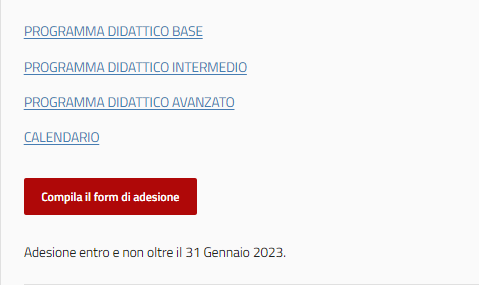 PROGRAMMA DIDATTICO BASE
PROGRAMMA DIDATTICO INTERMEDIO
PROGRAMMA DIDATTICO AVANZATO
CALENDARIO
Compila il form di adesione
Adesione entro e non oltre il 31 Gennaio 2023.